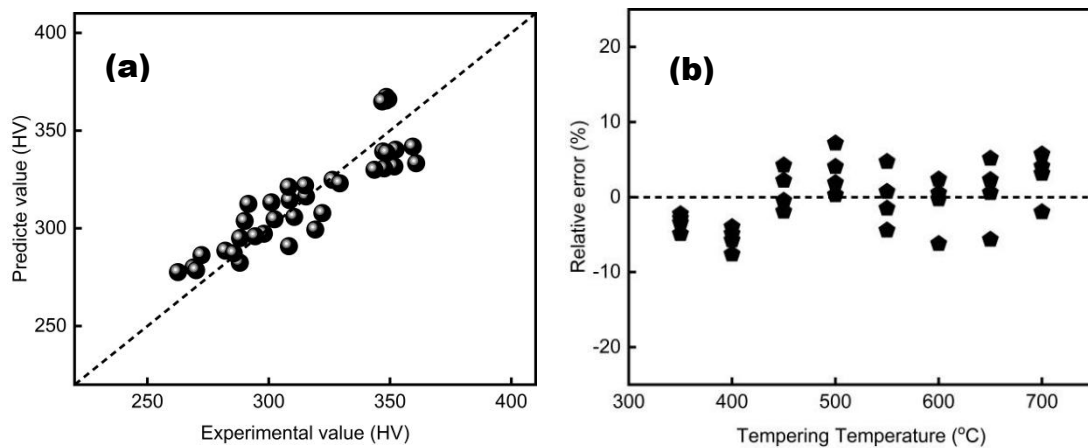 (a)
400
350
300
250
Predicte value (HV)
250 300 350 400
Experimental value (HV)
(b)
20
10
0
-10
-20
Relative error (%)
300 400 500 600 700
Tempering Temperature (°C)